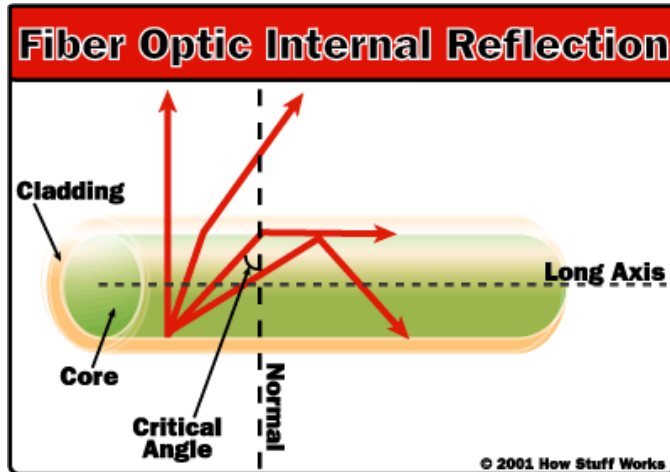 Fiber Optic Internal Reflection
Cladding
Long Axis
Core
Critical
Angle
Normal
© 2001 How Stuff Works